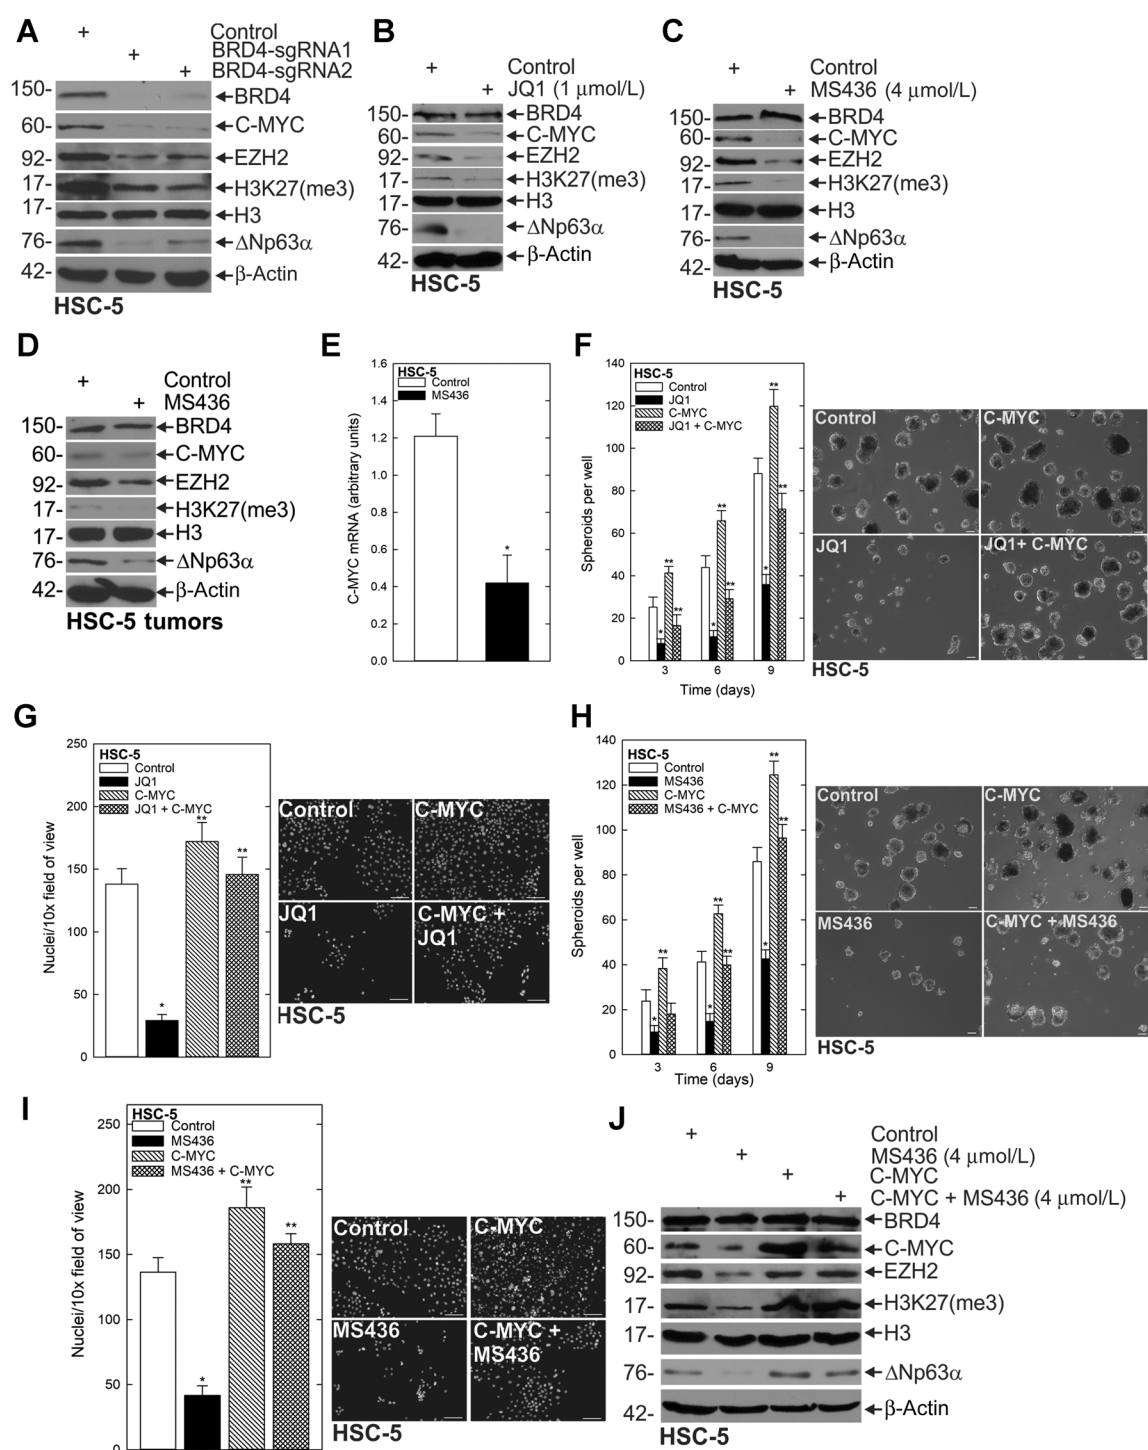 A
+ Control
+ BRD4-sgRNA1
+ BRD4-sgRNA2
150- BRD4
60- C-MYC
92- EZH2
17- H3K27(me3)
17- H3
76- ΔNp63α
42- β-Actin
HSC-5
B
+ Control
+ JQ1 (1 μmol/L)
150- BRD4
60- C-MYC
92- EZH2
17- H3K27(me3)
17- H3
76- ΔNp63α
42- β-Actin
HSC-5
C
+ Control
+ MS436 (4 μmol/L)
150- BRD4
60- C-MYC
92- EZH2
17- H3K27(me3)
17- H3
76- ΔNp63α
42- β-Actin
HSC-5
D
+ Control
+ MS436
150- BRD4
60- C-MYC
92- EZH2
17- H3K27(me3)
17- H3
76- ΔNp63α
42- β-Actin
HSC-5 tumors
E
C-MYC mRNA (arbitrary units)
1.6
1.4
1.2
1.0
0.8
0.6
0.4
0.2
0.0
HSC-5
Control
MS436
*
F
Spheroids per well
140
120
100
80
60
40
20
0
HSC-5
Control
JQ1
C-MYC
JQ1 + C-MYC
* ** **
* ** **
* ** **
3 6 9
Time (days)
Control C-MYC
JQ1 JQ1+ C-MYC
HSC-5
G
Nuclei/10x field of view
250
200
150
100
50
0
HSC-5
Control
JQ1
C-MYC
JQ1 + C-MYC
* ** **
Control C-MYC
JQ1 C-MYC +
JQ1
HSC-5
H
Spheroids per well
140
120
100
80
60
40
20
0
HSC-5
Control
MS436
C-MYC
MS436 + C-MYC
* **
* ** **
* ** **
3 6 9
Time (days)
Control C-MYC
MS436 C-MYC + MS436
HSC-5
I
Nuclei/10x field of view
250
200
150
100
50
0
HSC-5
Control
MS436
C-MYC
MS436 + C-MYC
* ** **
Control C-MYC
MS436 C-MYC +
MS436
HSC-5
J
+ Control
+ MS436 (4 μmol/L)
+ C-MYC
+ C-MYC + MS436 (4 μmol/L)
150- BRD4
60- C-MYC
92- EZH2
17- H3K27(me3)
17- H3
76- ΔNp63α
42- β-Actin
HSC-5